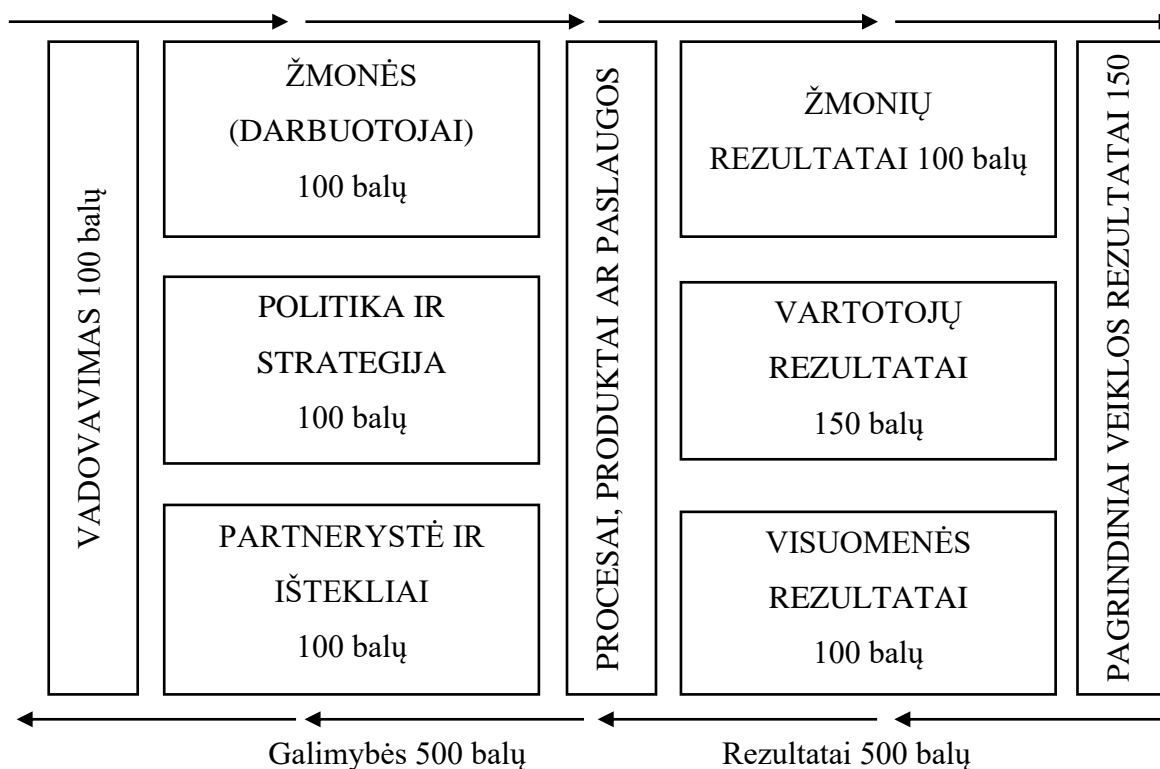 VADOVAVIMAS 100 balų
ŽMONĖS
(DARBUOTOJAI)
100 balų
POLITIKA IR
STRATEGIJA
100 balų
PARTNERYSTĖ IR
IŠTEKLIAI
100 balų
PROCESAI, PRODUKTAI AR PASLAUGOS
ŽMONIŲ
REZULTATAI 100 balų
VARTOTOJŲ
REZULTATAI
150 balų
VISUOMENĖS
REZULTATAI
100 balų
PAGRINDINIAI VEIKLOS REZULTATAI 150
Galimybės 500 balų
Rezultatai 500 balų